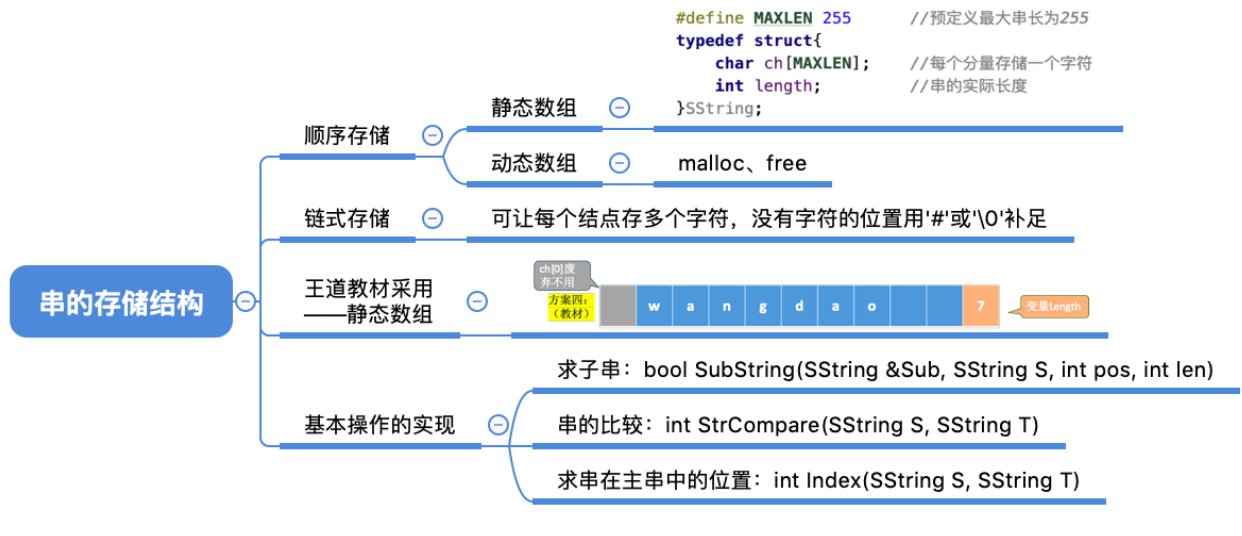 #define MAXLEN 255 //预定义最大串长为255
typedef struct{
char ch[MAXLEN]; //每个分量存储一个字符
int length; //串的实际长度
}SString;
静态数组
顺序存储
动态数组
malloc、free
链式存储
可让每个结点存多个字符，没有字符的位置用'#'或'\0'补足
串的存储结构
王道教材采用
——静态数组
ch[0]废
弃不用
方案四：
（教材）
w a n g d a o 7
变量Length
基本操作的实现
求子串：bool SubString(SString &Sub, SString S, int pos, int len)
串的比较：int StrCompare(SString S, SString T)
求串在主串中的位置：int Index(SString S, SString T)